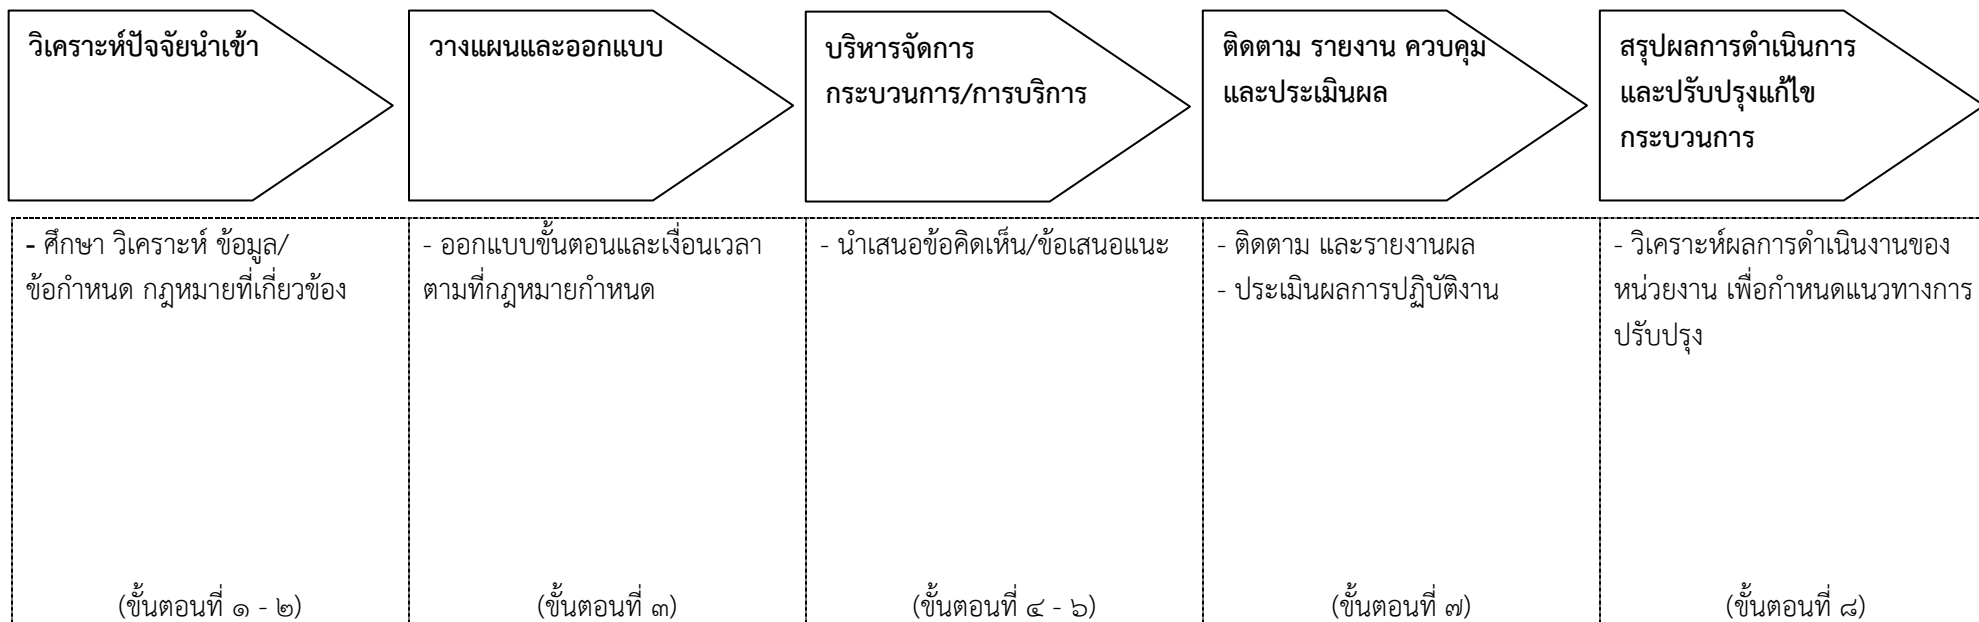 วิเคราะห์ปัจจัยนำเข้า
วางแผนและออกแบบ
บริหารจัดการ
กระบวนการ/การบริการ
ติดตาม รายงาน ควบคุม
และประเมินผล
สรุปผลการดำเนินการ
และปรับปรุงแก้ไข
กระบวนการ
- ศึกษา วิเคราะห์ ข้อมูล/
ข้อกำหนด กฎหมายที่เกี่ยวข้อง
(ขั้นตอนที่ ๑ - ๒)
- ออกแบบขั้นตอนและเงื่อนเวลา
ตามที่กฎหมายกำหนด
(ขั้นตอนที่ ๓)
- นำเสนอข้อคิดเห็น/ข้อเสนอแนะ
(ขั้นตอนที่ ๔ - ๖)
- ติดตาม และรายงานผล
- ประเมินผลการปฏิบัติงาน
(ขั้นตอนที่ ๗)
- วิเคราะห์ผลการดำเนินงานของ
หน่วยงาน เพื่อกำหนดแนวทางการ
ปรับปรุง
(ขั้นตอนที่ ๘)